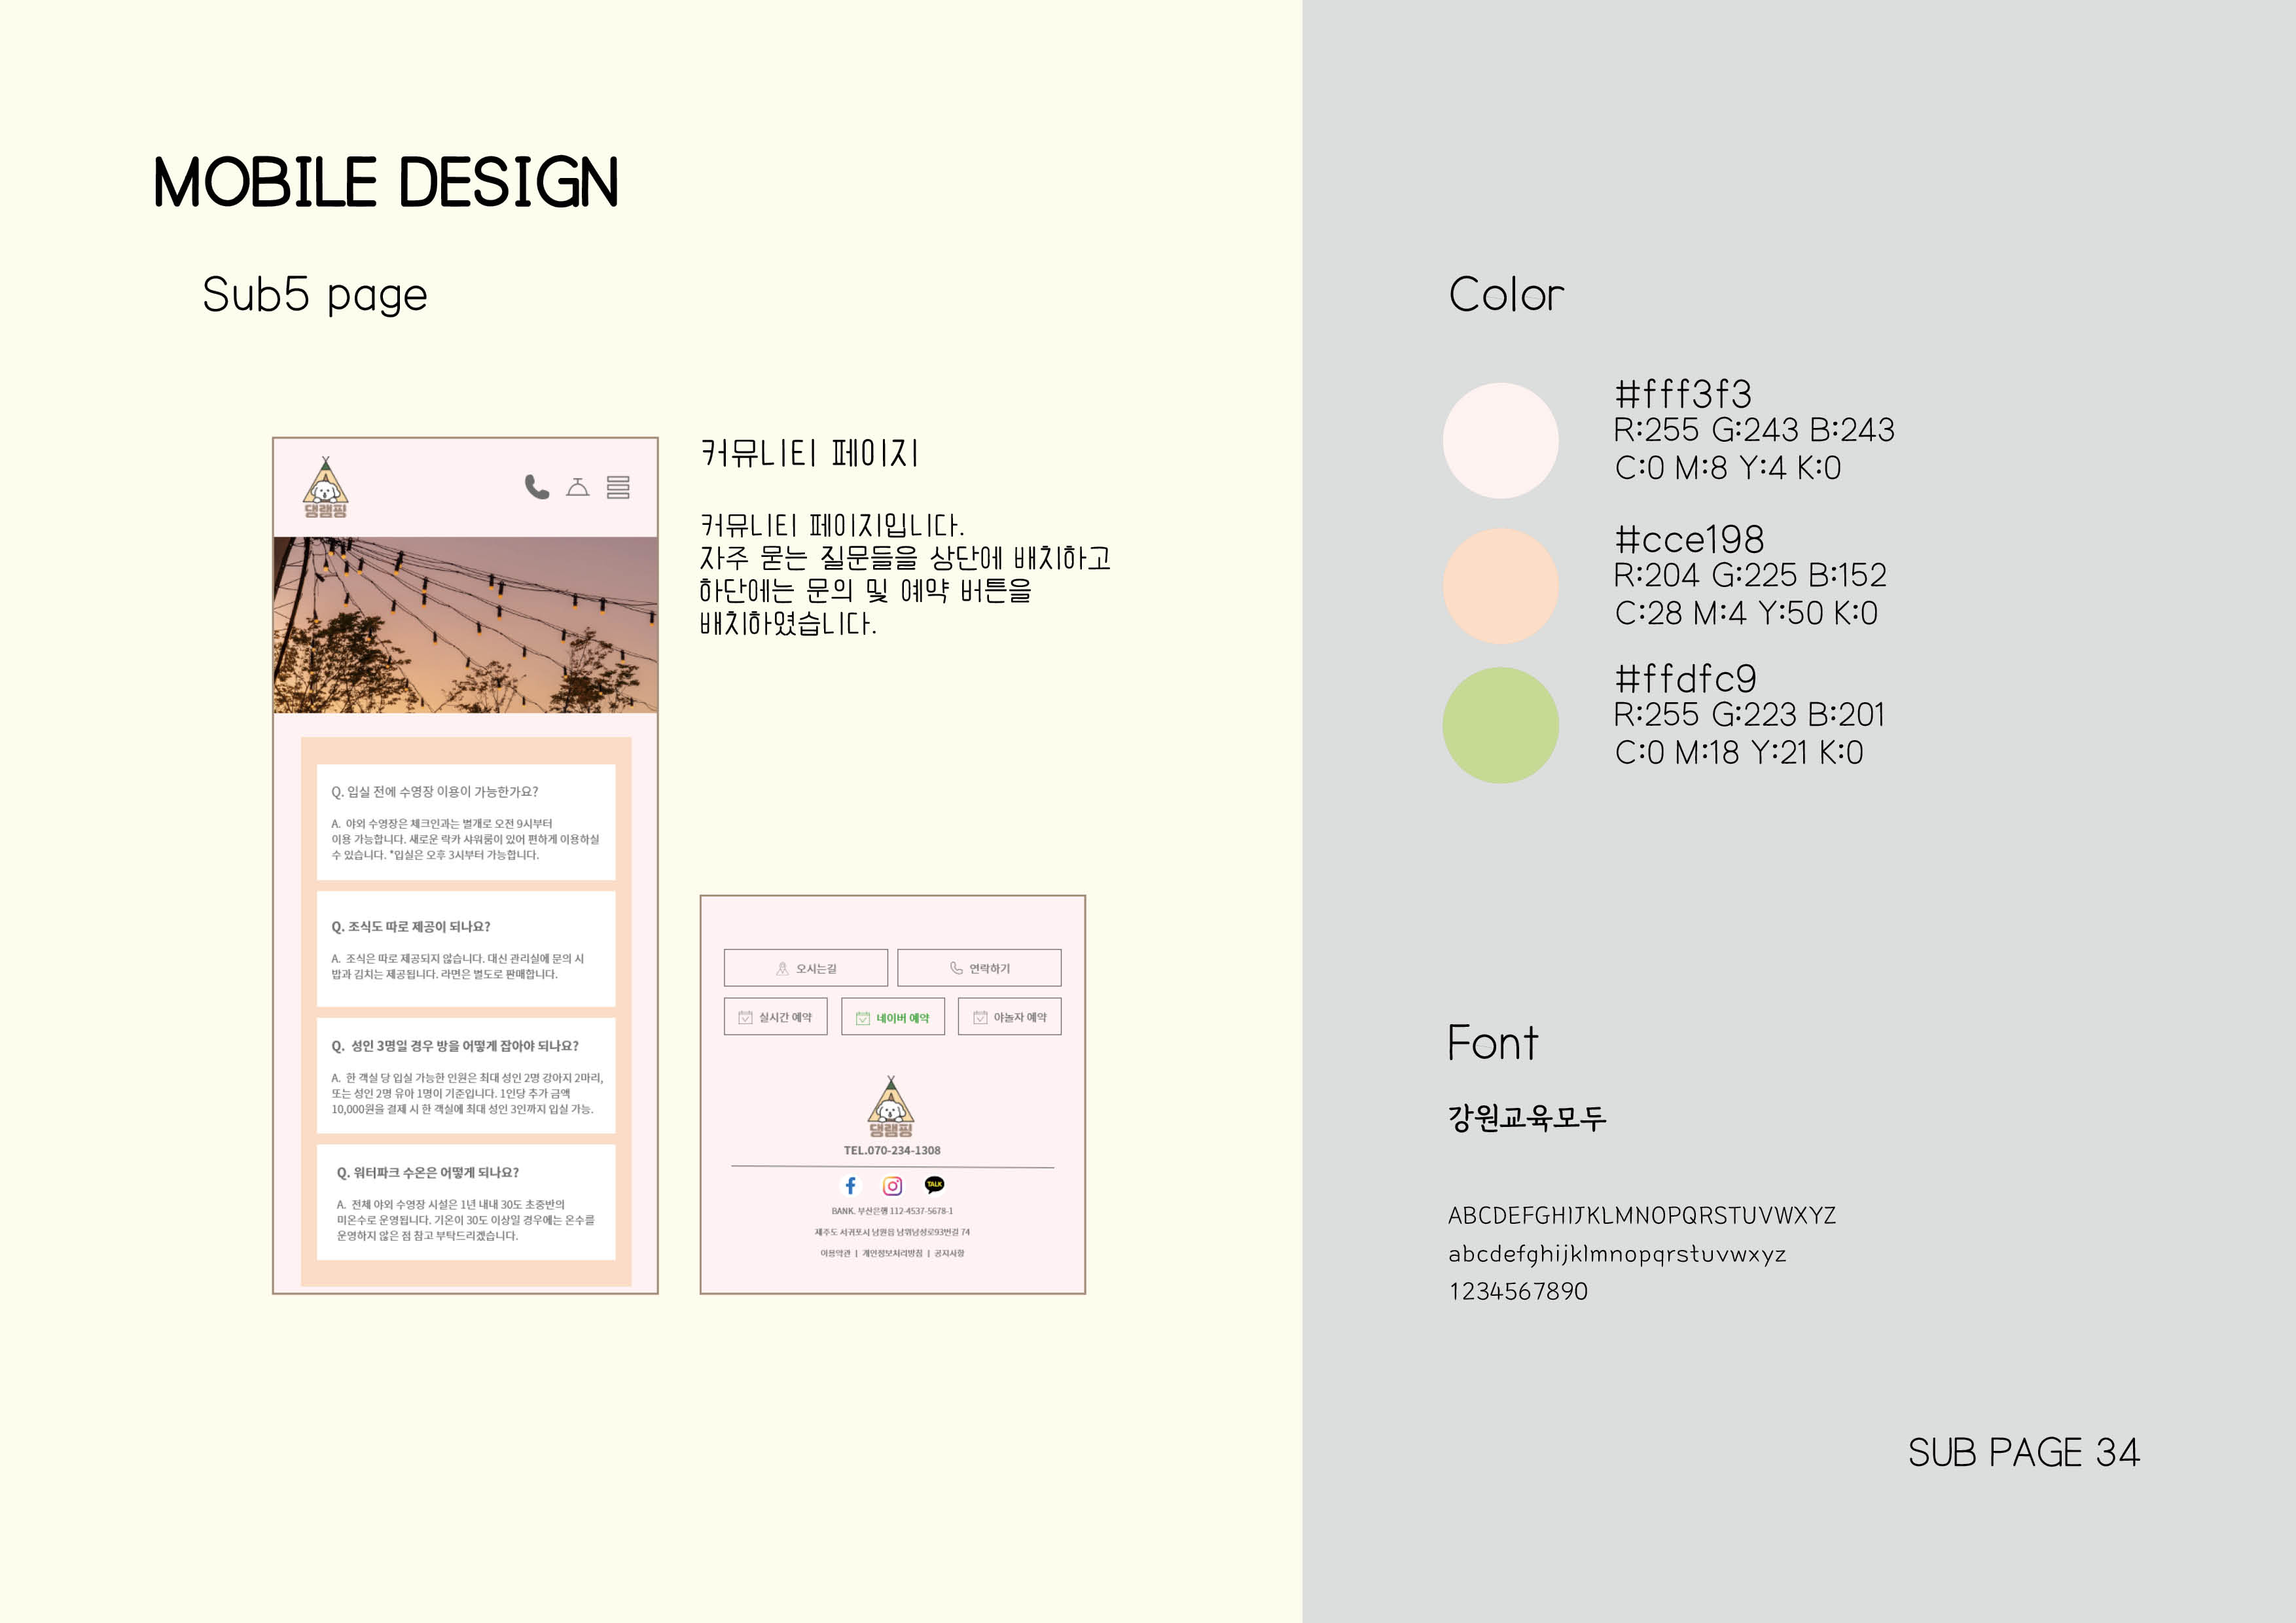 MOBILE DESIGN
Sub5 page
댕램핑
커뮤니티 페이지
커뮤니티 페이지입니다.
자주 묻는 질문들을 상단에 배치하고
하단에는 문의 및 예약 버튼을
배치하였습니다.
Q. 입실 전에 수영장 이용이 가능한가요?
A. 야외 수영장은 체크인과는 별개로 오전 9시부터
이용 가능합니다. 새로운 락카 샤워룸이 있어 편하게 이용하실
수 있습니다. *입실은 오후 3시부터 가능합니다.
Q. 조식도 따로 제공이 되나요?
A. 조식은 따로 제공되지 않습니다. 대신 관리실에 문의 시
밥과 김치는 제공됩니다. 라면은 별도로 판매합니다.
Q. 성인 3명일 경우 방을 어떻게 잡아야 되나요?
A. 한 객실 당 입실 가능한 인원은 최대 성인 2명 강아지 2마리,
또는 성인 2명 유아 1명이 기준입니다. 1인당 추가 금액
10,000원을 결제 시 한 객실에 최대 성인 3인까지 입실 가능.
Q. 워터파크 수온은 어떻게 되나요?
A. 전체 야외 수영장 시설은 1년 내내 30도 초중반의
미온수로 운영됩니다. 기온이 30도 이상일 경우에는 온수를
운영하지 않은 점 참고 부탁드리겠습니다.
오시는길
연락하기
실시간 예약
네이버 예약
야놀자 예약
댕램핑
TEL.070-234-1308
TALK
BANK. 부산은행 112-4537-5678-1
제주도 서귀포시 남원읍 남위남성로93번길 74
이용약관 | 개인정보처리방침 | 공지사항
Color
#fff3f3
R:255 G:243 B:243
C:0 M:8 Y:4 K:0
#cce198
R:204 G:225 B:152
C:28 M:4 Y:50 K:0
#ffdfc9
R:255 G:223 B:201
C:0 M:18 Y:21 K:0
Font
강원교육모두
ABCDEFGHIJKLMNOPQRSTUVWXYZ
abcdefghijklmnopqrstuvwxyz
1234567890
SUB PAGE 34